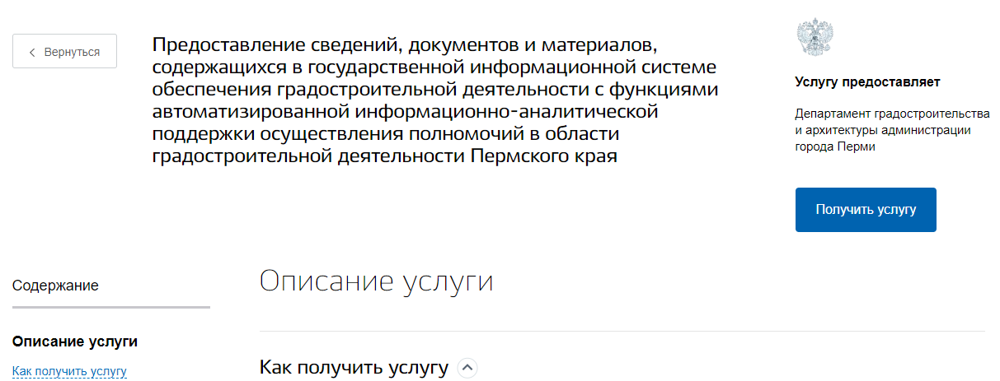 Вернуться
Предоставление сведений, документов и материалов,
содержащихся в государственной информационной системе
обеспечения градостроительной деятельности с функциями
автоматизированной информационно-аналитической
поддержки осуществления полномочий в области
градостроительной деятельности Пермского края
Услугу предоставляет
Департамент градостроительства
и архитектуры администрации
города Перми
Получить услугу
Содержание
Описание услуги
Как получить услугу
Описание услуги
Как получить услугу